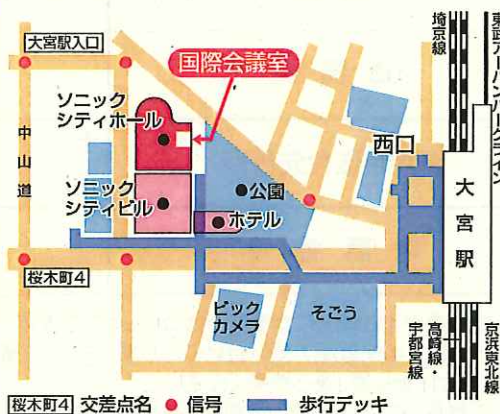 大宮駅入口
国際会議室
埼京線
東武アーバンパークライン
ソニック
シティホール
中山道
西口
大宮駅
ソニック
シティビル
公園
ホテル
桜木町4
ビック
カメラ
そごう
高崎線・
宇都宮線
京浜東北線
桜木町4 交差点名 信号 歩行デッキ